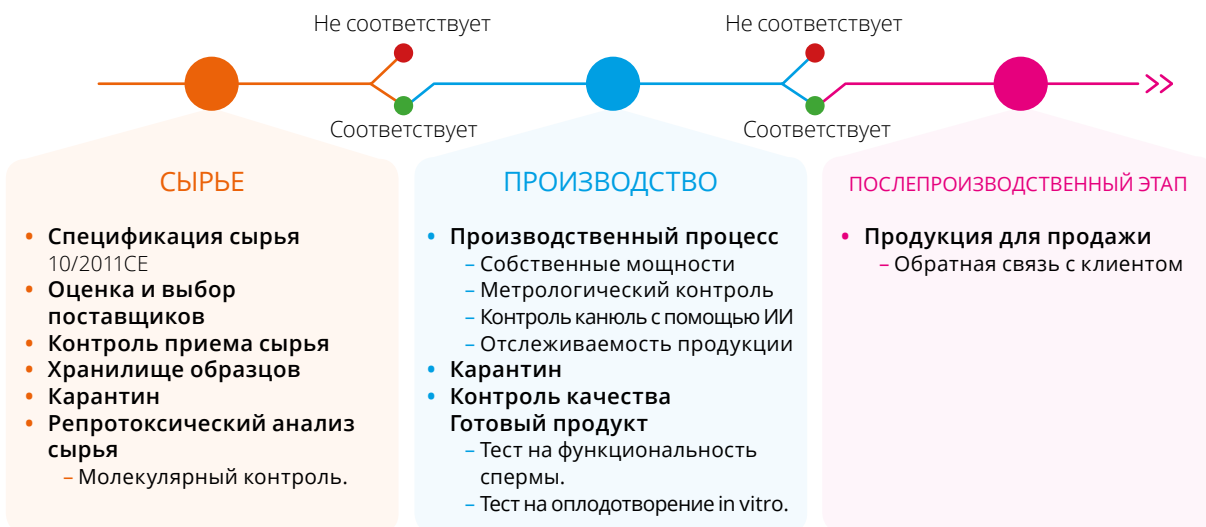 Не соответствует
Не соответствует
Соответствует
Соответствует
СЫРЬЕ
• Спецификация сырья
10/2011CE
• Оценка и выбор
поставщиков
• Контроль приема сырья
• Хранилище образцов
• Карантин
• Репротоксический анализ
сырья
– Молекулярный контроль.
ПРОИЗВОДСТВО
• Производственный процесс
– Собственные мощности
– Метрологический контроль
– Контроль канюль с помощью ИИ
– Отслеживаемость продукции
• Карантин
• Контроль качества
Готовый продукт
– Тест на функциональность
спермы.
– Тест на оплодотворение in vitro.
ПОСЛЕПРОИЗВОДСТВЕННЫЙ ЭТАП
• Продукция для продажи
– Обратная связь с клиентом